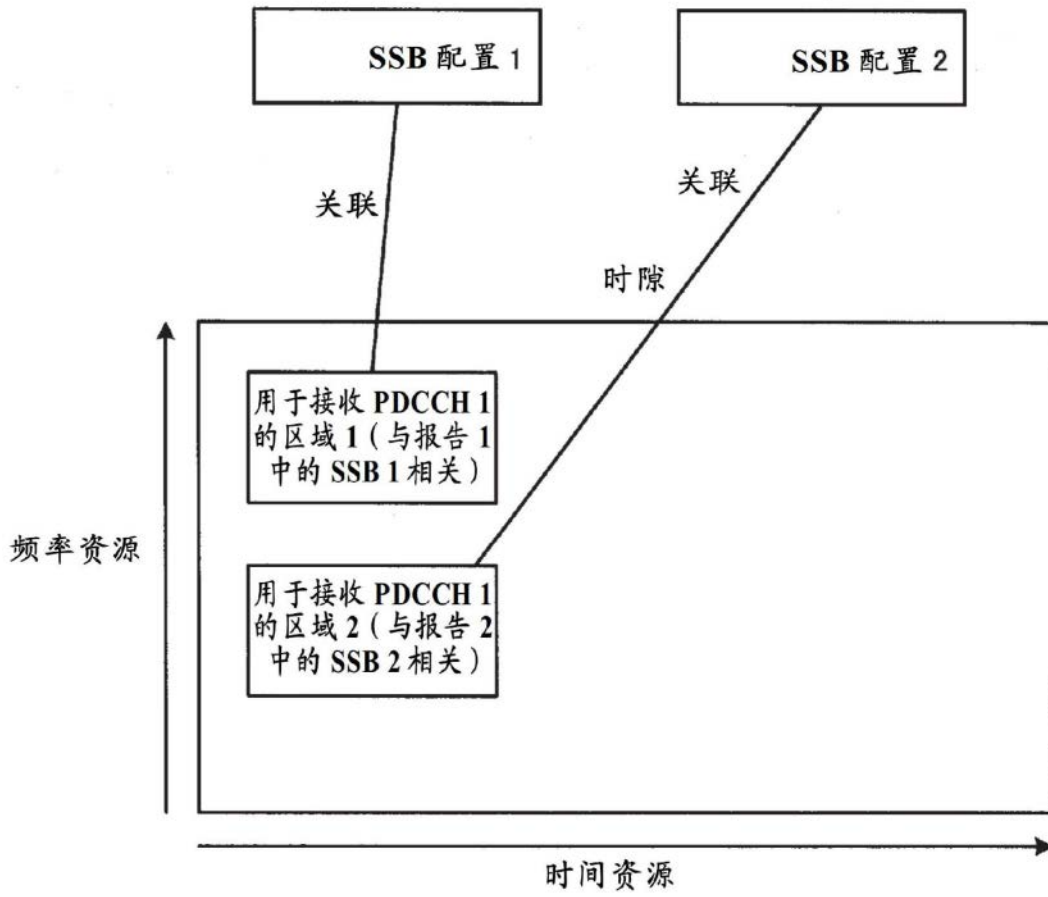 SSB 配置 1
SSB 配置 2
关联
关联
时隙
用于接收 PDCCH 1
的区域 1（与报告 1
中的 SSB 1 相关）
频率资源
用于接收 PDCCH 1
的区域 2（与报告 2
中的 SSB 2 相关）
时间资源